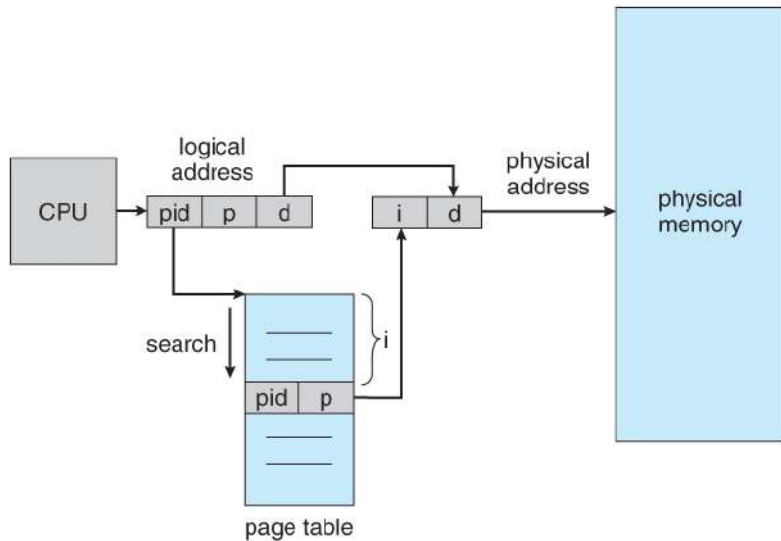 logical
address
physical
address
CPU
pid p d
i d
physical
memory
search
i
pid p
page table